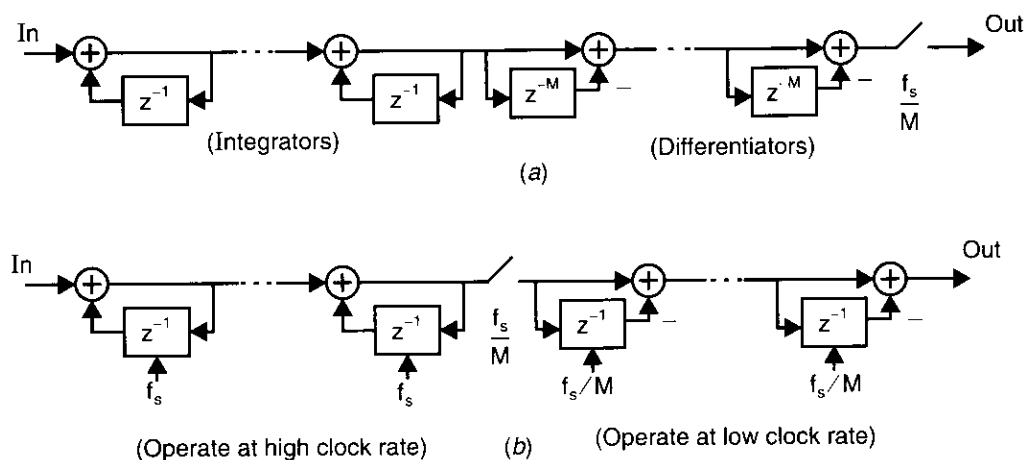 In
Out
+
+
+
+
−
−
z⁻¹
z⁻¹
z⁻ᴹ
z⁻ᴹ
fₛ
M
(Integrators)
(Differentiators)
(a)
In
Out
+
+
+
+
−
−
z⁻¹
z⁻¹
fₛ
M
z⁻¹
z⁻¹
fₛ
fₛ
fₛ/M
fₛ/M
(Operate at high clock rate)
(b)
(Operate at low clock rate)